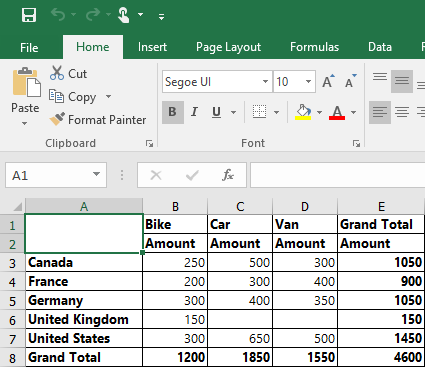 File Home Insert Page Layout Formulas Data
Cut
Copy
Format Painter
Paste
Clipboard
Segoe UI 10 A A
B I U A
Font
A1 fx
A B C D E
1 Bike Car Van Grand Total
2 Amount Amount Amount Amount
3 Canada 250 500 300 1050
4 France 200 300 400 900
5 Germany 300 400 350 1050
6 United Kingdom 150 150
7 United States 300 650 500 1450
8 Grand Total 1200 1850 1550 4600